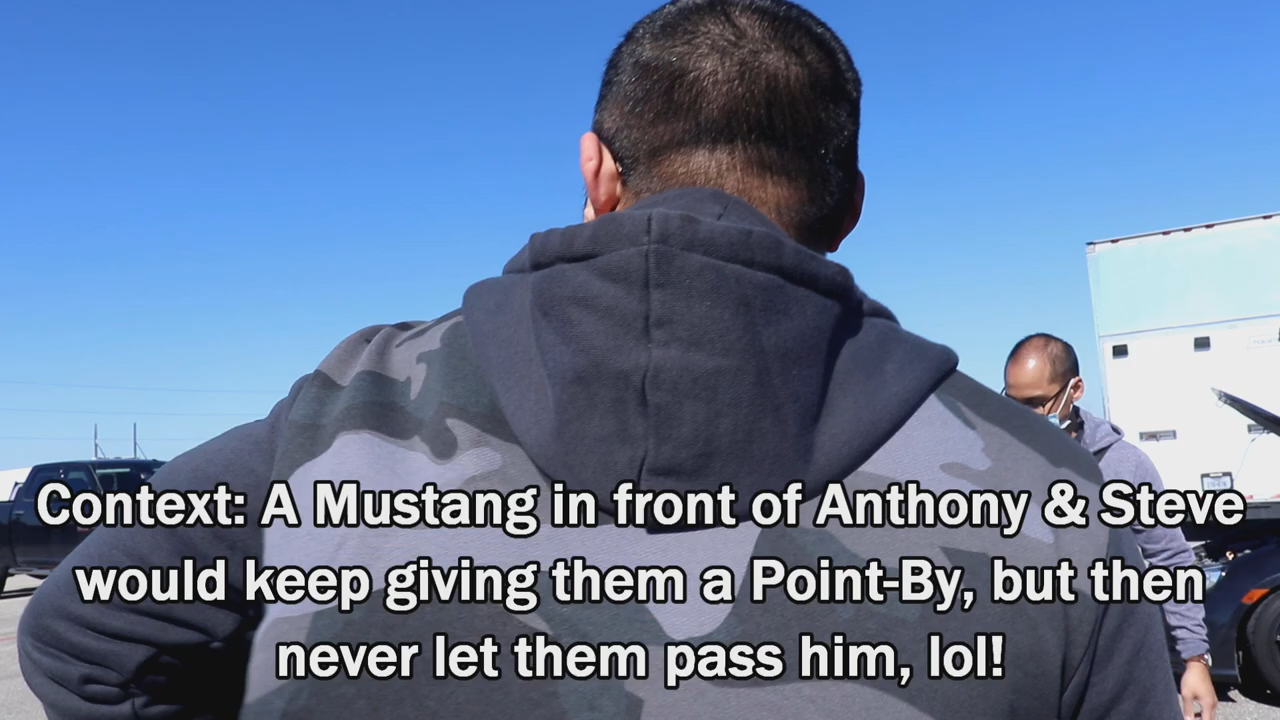 Context: A Mustang in front of Anthony & Steve
would keep giving them a Point-By, but then
never let them pass him, lol!